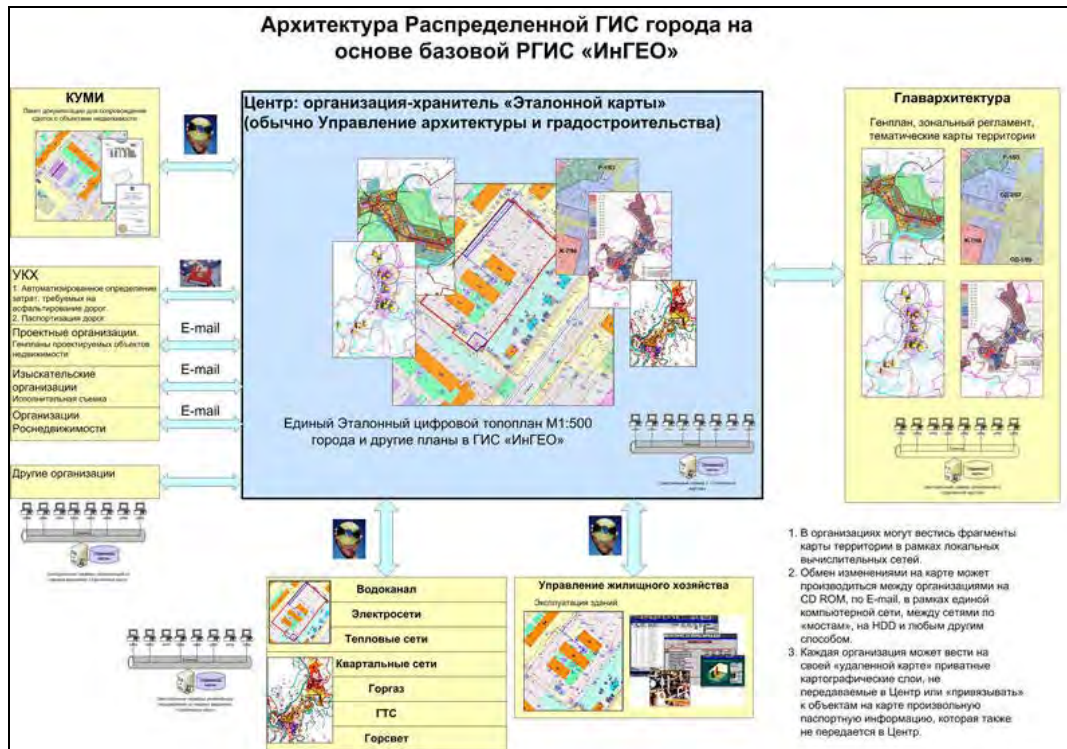 Архитектура Распределенной ГИС города на
основе базовой РГИС «ИнГЕО»
КУМИ
Пакет документации для сопровождения
сделок с объектами недвижимости
Центр: организация-хранитель «Эталонной карты»
(обычно Управление архитектуры и градостроительства)
Главархитектура
Генплан, зональный регламент,
тематические карты территории
УКХ
1. Автоматизированное определение
затрат, требуемых на
асфальтирование дорог.
2. Паспортизация дорог.
Проектные организации.
Генпланы проектируемых объектов
недвижимости
Изыскательские
организации
Исполнительная съемка
Организации
Роснедвижимости
Другие организации
E-mail
E-mail
E-mail
Единый Эталонный цифровой топоплан М1:500
города и другие планы в ГИС «ИнГЕО»
Водоканал
Электросети
Тепловые сети
Квартальные сети
Горгаз
ГТС
Горсвет
Управление жилищного хозяйства
Эксплуатация зданий
1. В организациях могут вестись фрагменты
карты территории в рамках локальных
вычислительных сетей.
2. Обмен изменениями на карте может
производиться между организациями на
CD ROM, по E-mail, в рамках единой
компьютерной сети, между сетями по
«мостам», на HDD и любым другим
способом.
3. Каждая организация может вести на
своей «удаленной карте» приватные
картографические слои, не
передаваемые в Центр или «привязывать»
к объектам на карте произвольную
паспортную информацию, которая также
не передается в Центр.